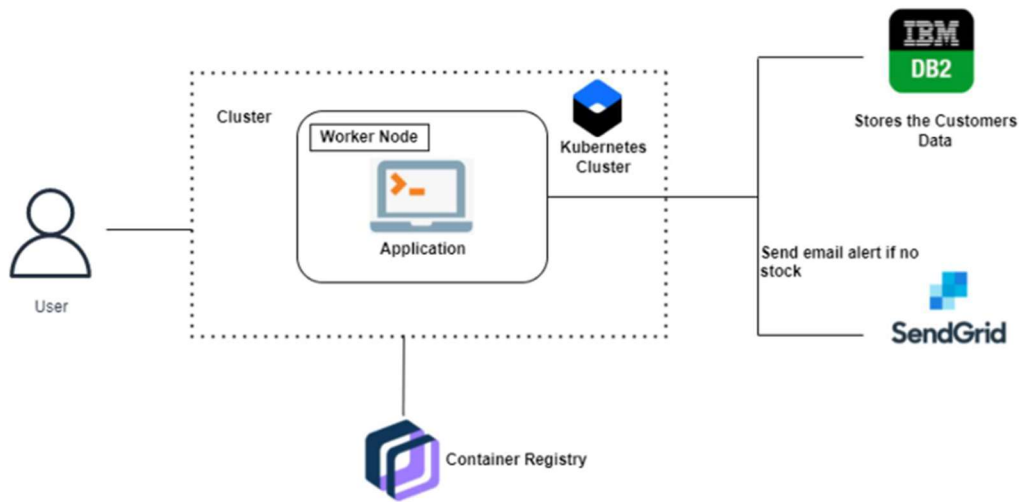 IBM
DB2
Stores the Customers
Data
Cluster
Worker Node
Kubernetes
Cluster
Application
User
Send email alert if no
stock
SendGrid
Container Registry